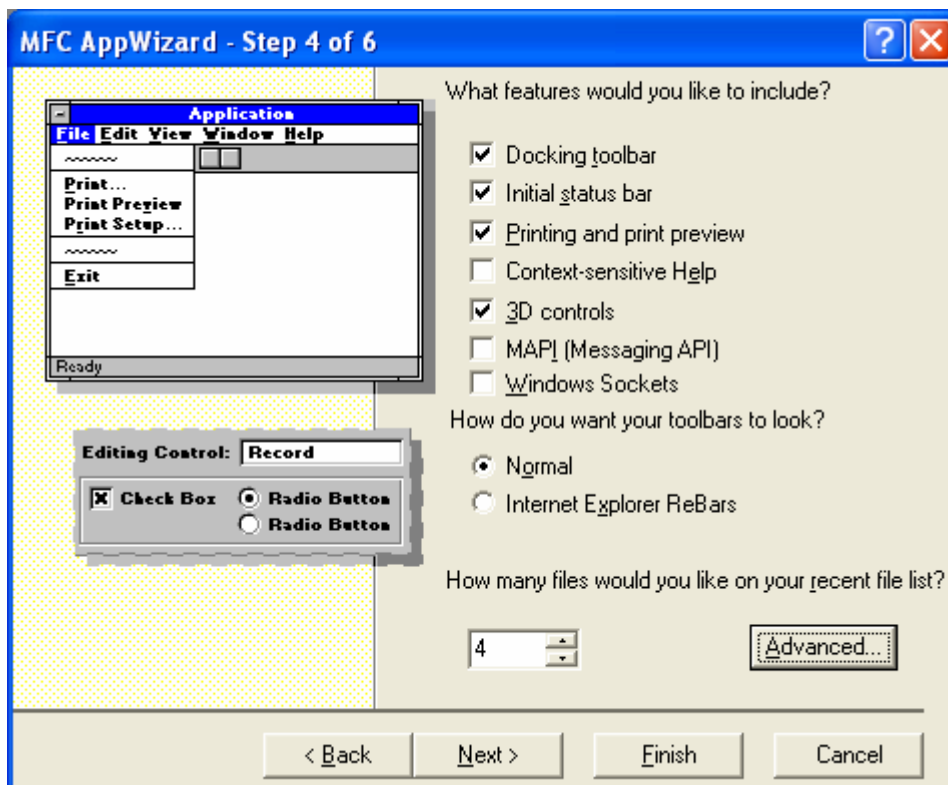 MFC AppWizard - Step 4 of 6
Application
File Edit View Window Help
Print...
Print Preview
Print Setup...
Exit
Ready
Editing Control: Record
Check Box Radio Button
Radio Button
What features would you like to include?
Docking toolbar
Initial status bar
Printing and print preview
Context-sensitive Help
3D controls
MAPI (Messaging API)
Windows Sockets
How do you want your toolbars to look?
Normal
Internet Explorer ReBars
How many files would you like on your recent file list?
4
Advanced...
< Back Next > Finish Cancel